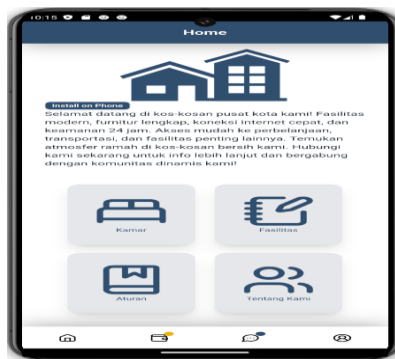 10:15
Home
Install on Phone
Selamat datang di kos-kosan pusat kota kami! Fasilitas
modern, furnitur lengkap, koneksi internet cepat, dan
keamanan 24 jam. Akses mudah ke perbelanjaan,
transportasi, dan fasilitas penting lainnya. Temukan
atmosfer ramah di kos-kosan bersih kami. Hubungi
kami sekarang untuk info lebih lanjut dan bergabung
dengan komunitas dinamis kami!
Kamar
Fasilitas
Aturan
Tentang Kami